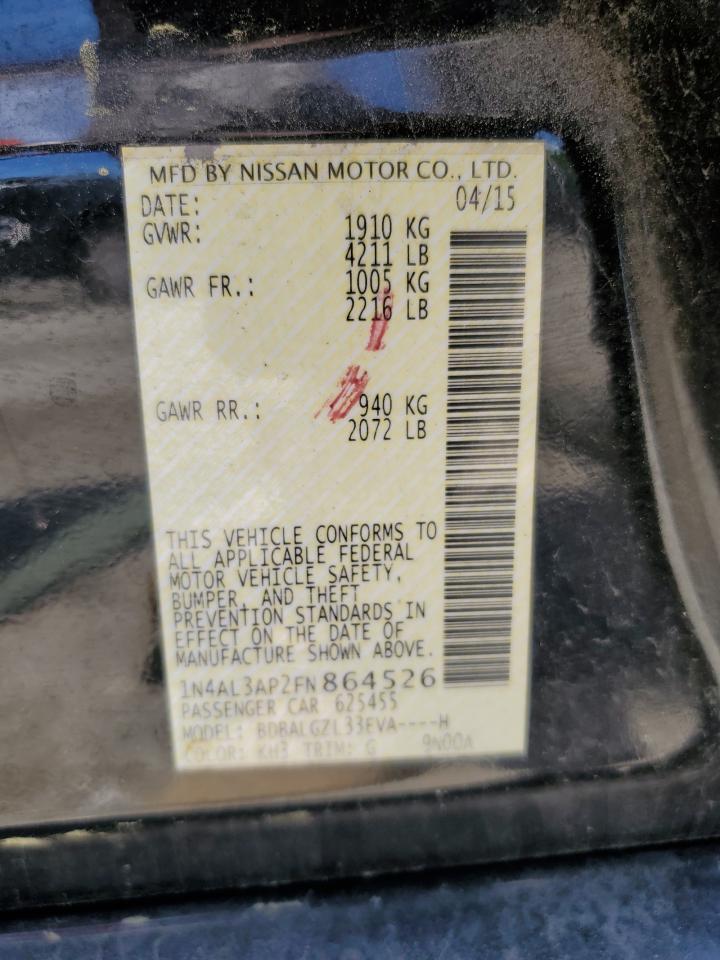 MFD BY NISSAN MOTOR CO., LTD.
DATE: 04/15
GVWR: 1910 KG
4211 LB
GAWR FR.: 1005 KG
2216 LB
GAWR RR.: 940 KG
2072 LB
THIS VEHICLE CONFORMS TO
ALL APPLICABLE FEDERAL
MOTOR VEHICLE SAFETY,
BUMPER, AND THEFT
PREVENTION STANDARDS IN
EFFECT ON THE DATE OF
MANUFACTURE SHOWN ABOVE.
1N4AL3AP2FN864526
PASSENGER CAR 625455
MODEL: BDBALGZL33EVA----H
COLOR: KH3 TRIM: G 9N00A